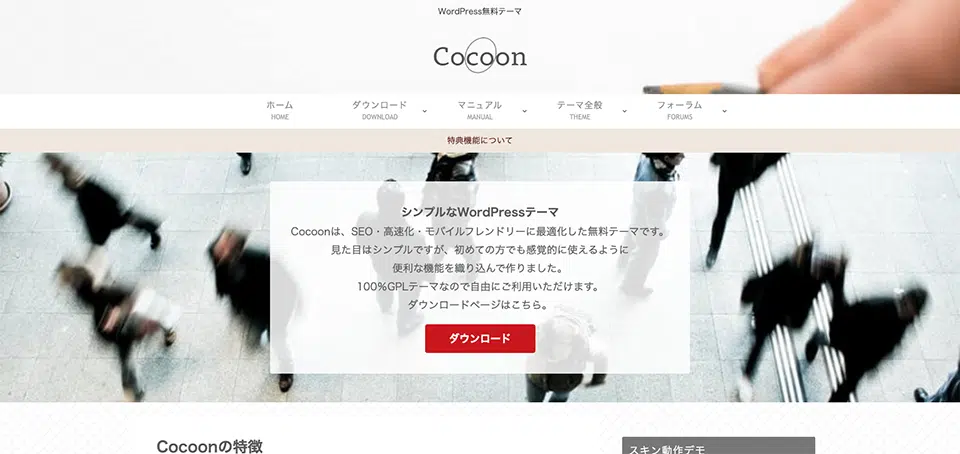 WordPress無料テーマ
Cocoon
ホーム ダウンロード マニュアル テーマ全般 フォーラム
HOME DOWNLOAD MANUAL THEME FORUMS
特典機能について
シンプルなWordPressテーマ
Cocoonは、SEO・高速化・モバイルフレンドリーに最適化した無料テーマです。
見た目はシンプルですが、初めての方でも感覚的に使えるように
便利な機能を織り込んで作りました。
100%GPLテーマなので自由にご利用いただけます。
ダウンロードページはこちら。
ダウンロード
Cocoonの特徴
スキン動作デモ